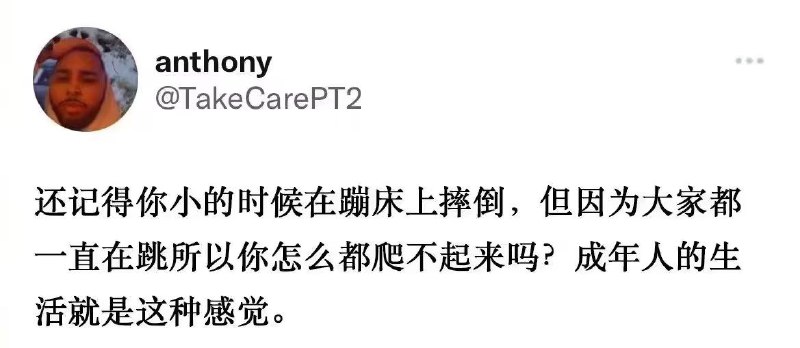 anthony
@TakeCarePT2
还记得你小的时候在蹦床上摔倒，但因为大家都
一直在跳所以你怎么都爬不起来吗？成年人的生
活就是这种感觉。